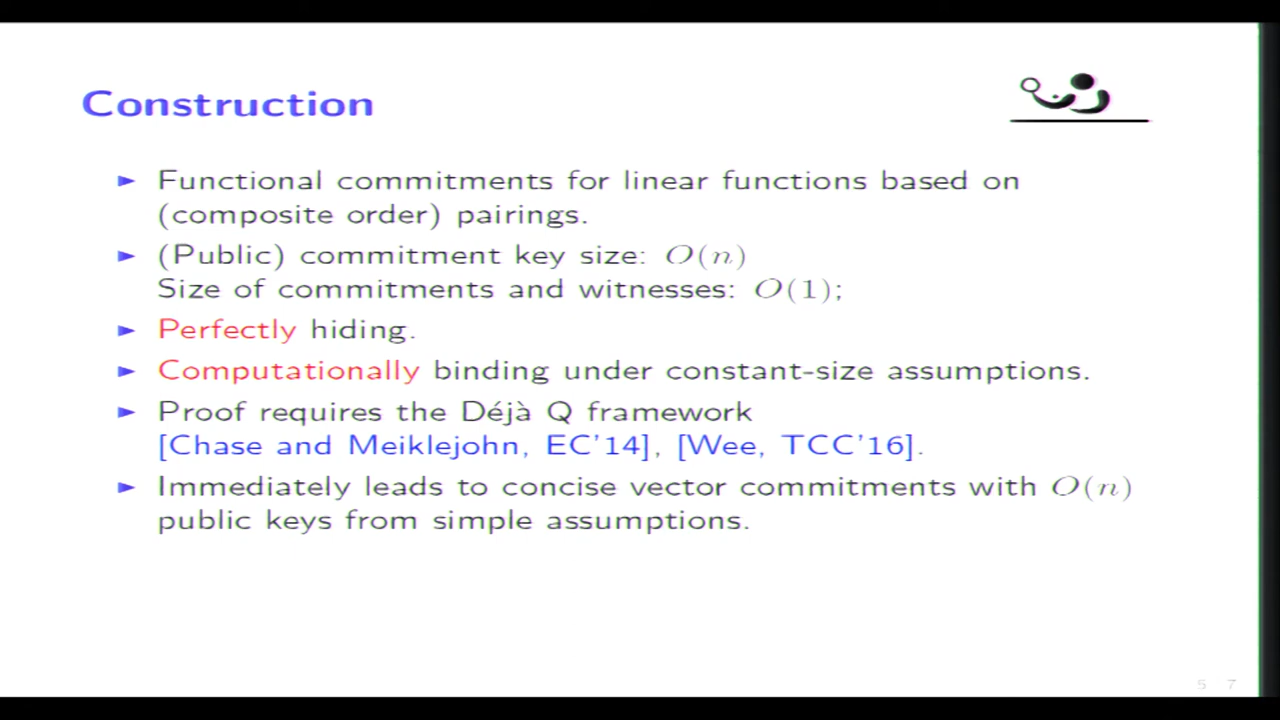 Construction
► Functional commitments for linear functions based on
(composite order) pairings.
► (Public) commitment key size: O(n)
Size of commitments and witnesses: O(1);
► Perfectly hiding.
► Computationally binding under constant-size assumptions.
► Proof requires the Déjà Q framework
[Chase and Meiklejohn, EC'14], [Wee, TCC'16].
► Immediately leads to concise vector commitments with O(n)
public keys from simple assumptions.
5 7